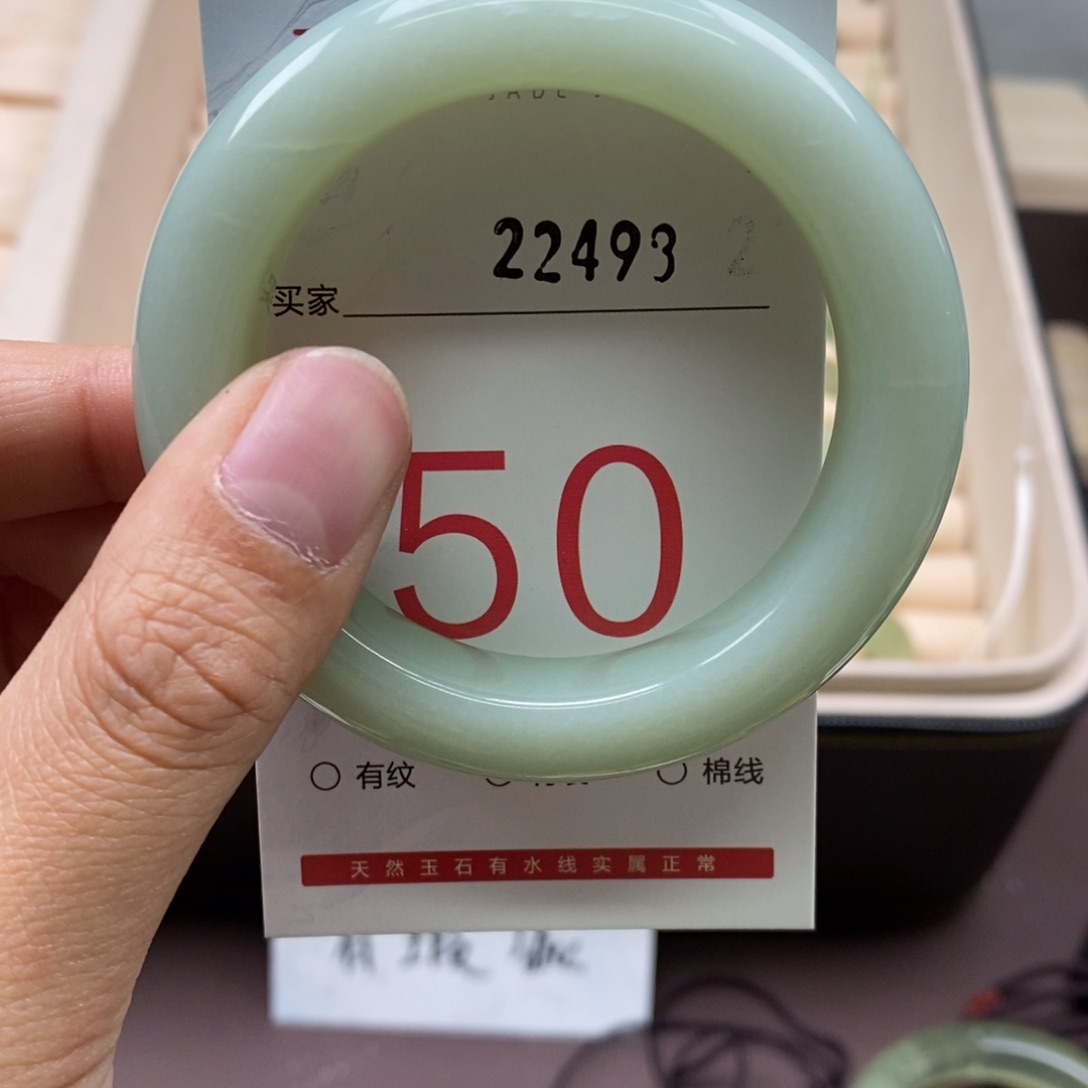 22493
买家
50
○ 有纹 ○ 棉线
天然玉石有水线实属正常